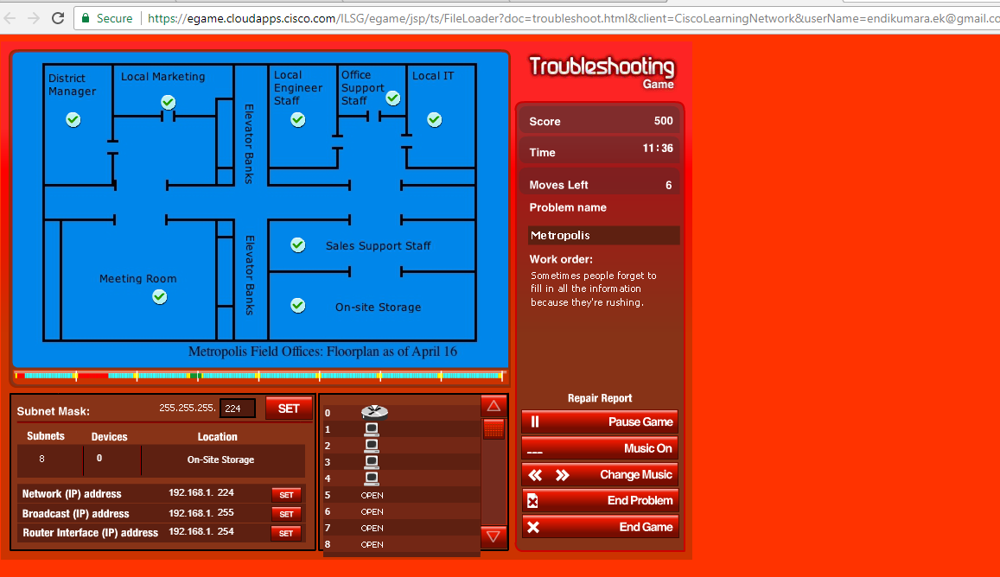 Secure
https://egame.cloudapps.cisco.com/ILSG/egame/jsp/ts/FileLoader?doc=troubleshoot.html&client=CiscoLearningNetwork&userName=endikumara.ek@gmail.co
District
Manager
Local Marketing
Elevator Banks
Local
Engineer
Staff
Office
Support
Staff
Local IT
Elevator Banks
Sales Support Staff
Meeting Room
On-site Storage
Metropolis Field Offices: Floorplan as of April 16
Troubleshooting
Game
Score 500
Time 11:36
Moves Left 6
Problem name
Metropolis
Work order:
Sometimes people forget to
fill in all the information
because they're rushing.
Repair Report
Pause Game
Music On
Change Music
End Problem
End Game
Subnet Mask: 255.255.255. 224 SET
Subnets Devices Location
8 0 On-Site Storage
Network (IP) address 192.168.1. 224 SET
Broadcast (IP) address 192.168.1. 255 SET
Router Interface (IP) address 192.168.1. 254 SET
0
1
2
3
4
5 OPEN
6 OPEN
7 OPEN
8 OPEN